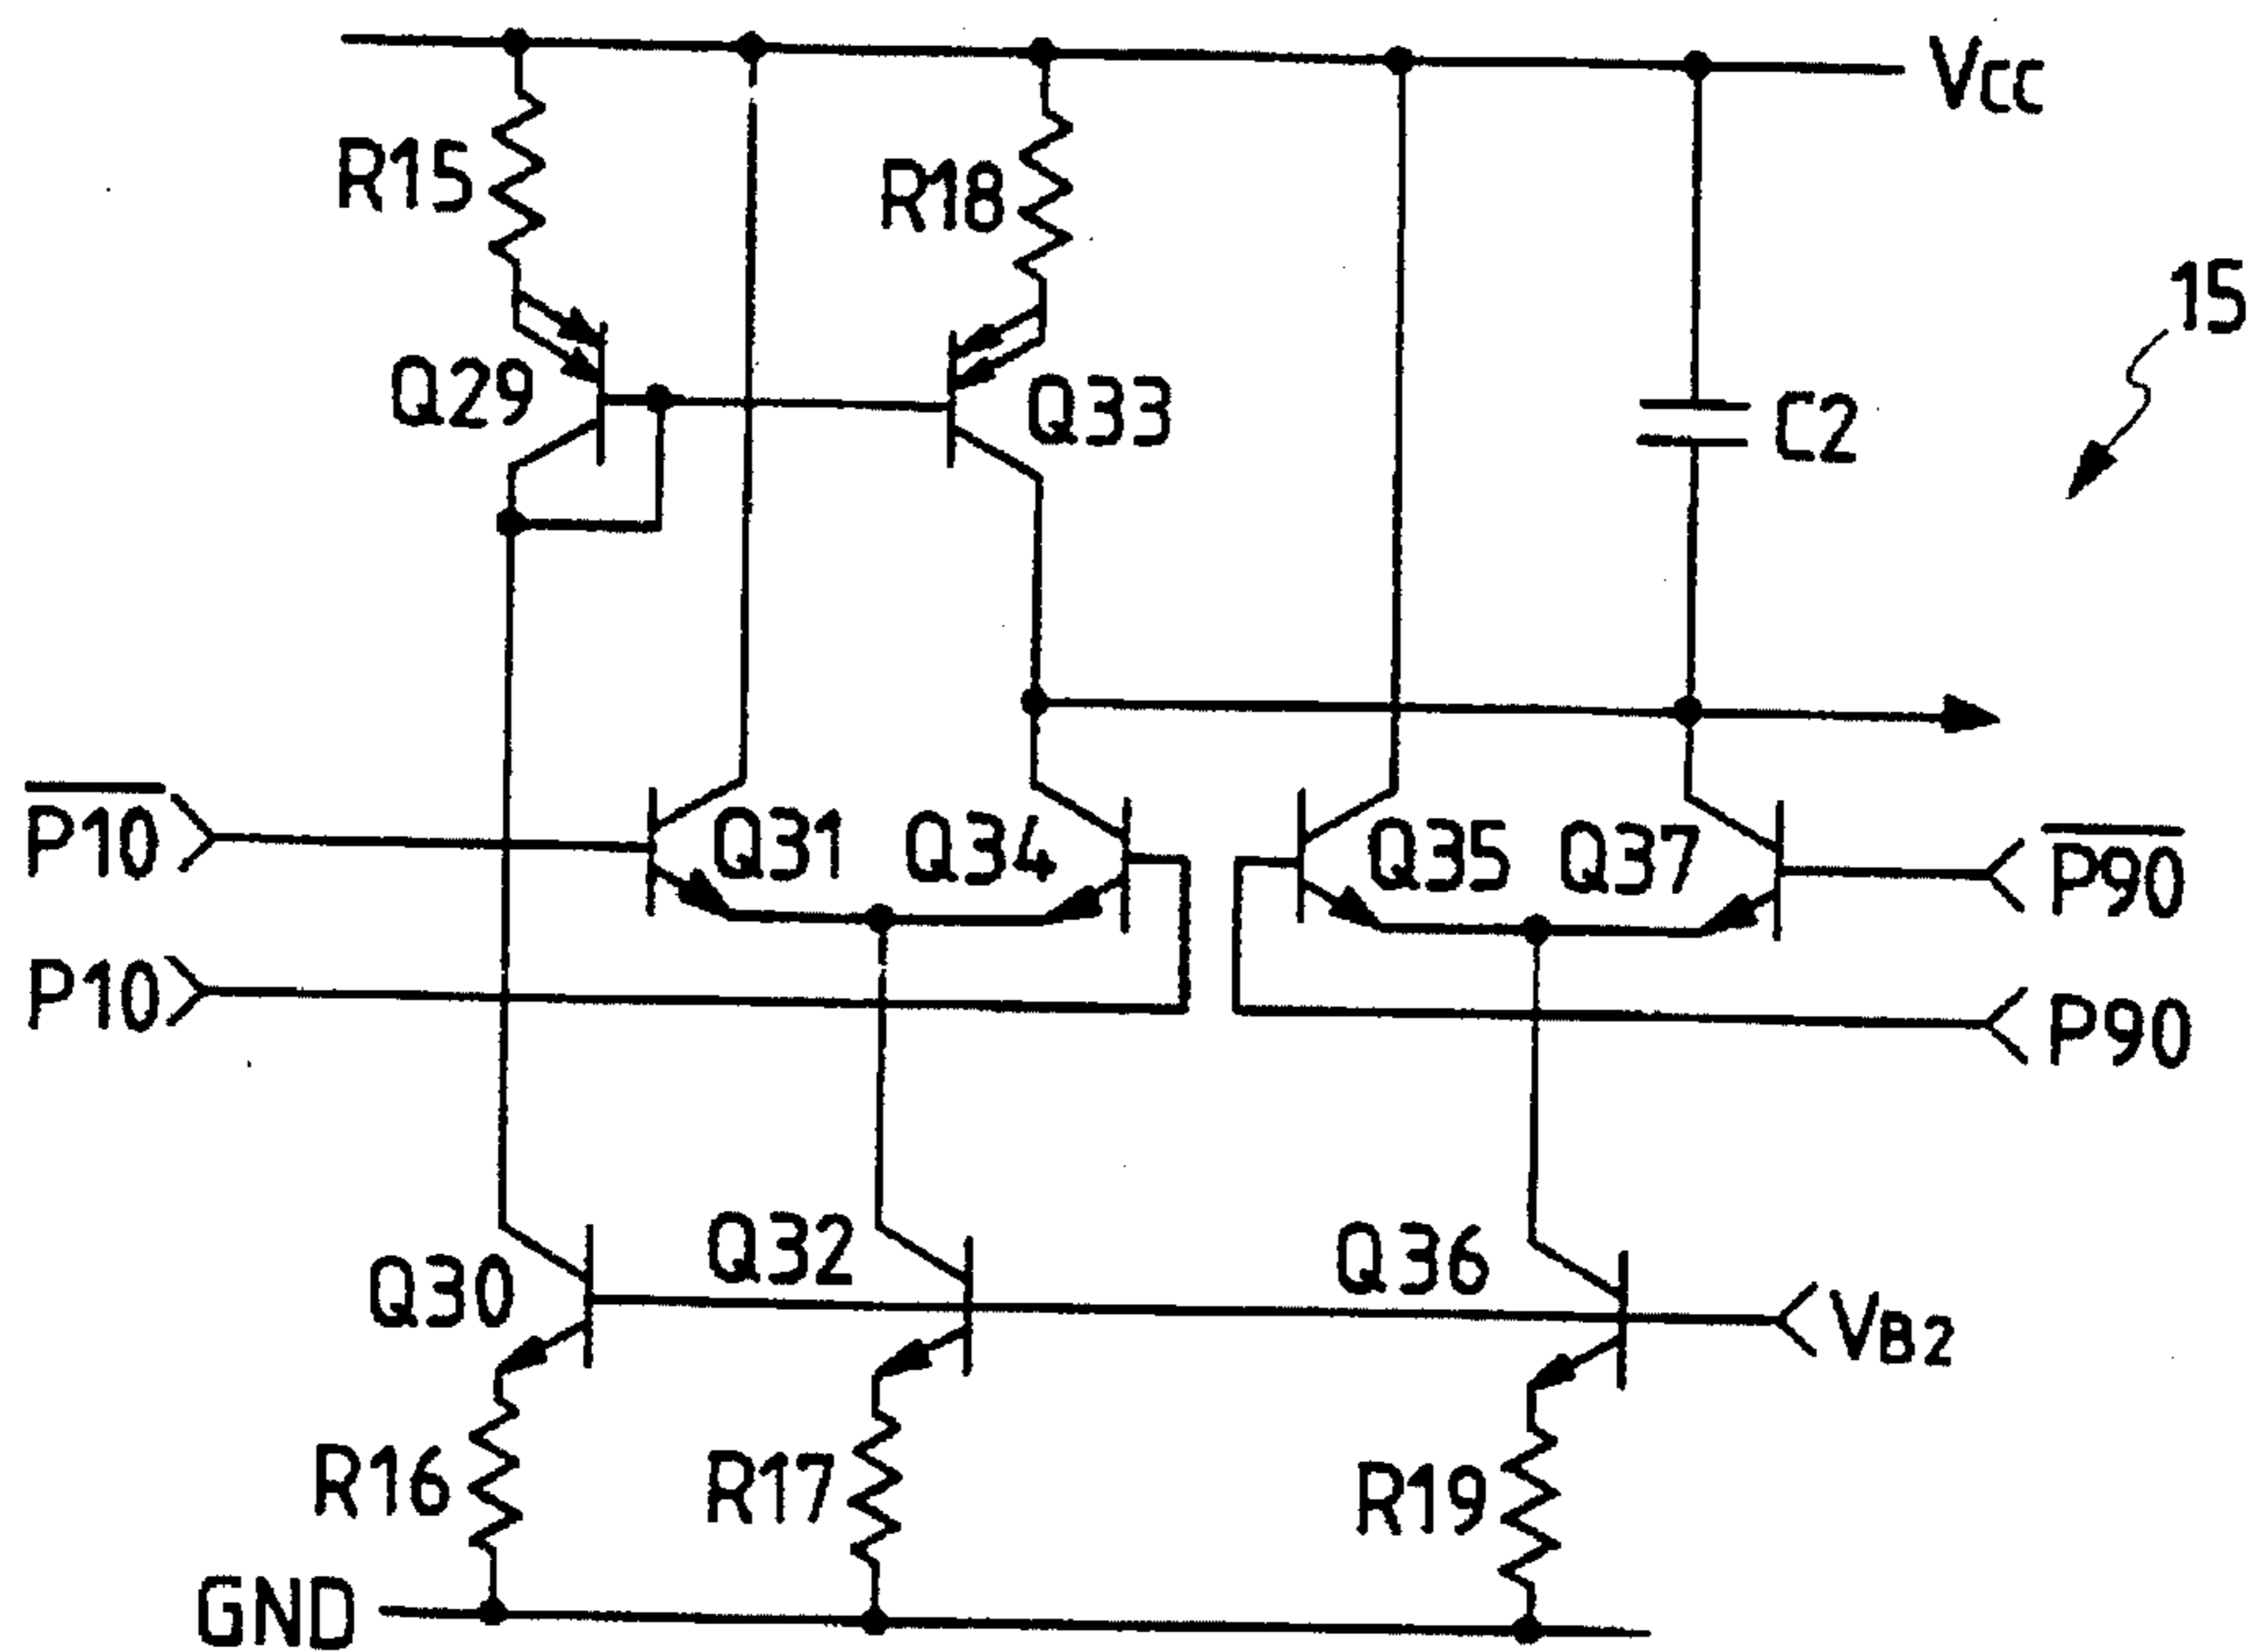 VCC
R15
R18
15
Q29
Q33
C2
P10
Q31
Q34
Q35
Q37
P90
P10
P90
Q30
Q32
Q36
VB2
R16
R17
R19
GND